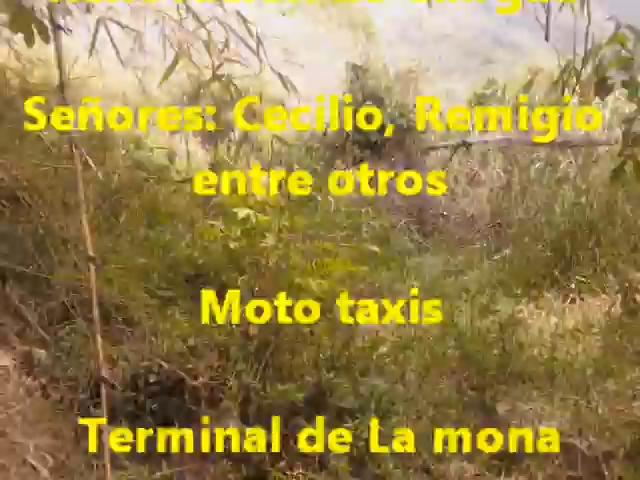 Señores: Cecilio, Remigio
entre otros
Moto taxis
Terminal de La mona